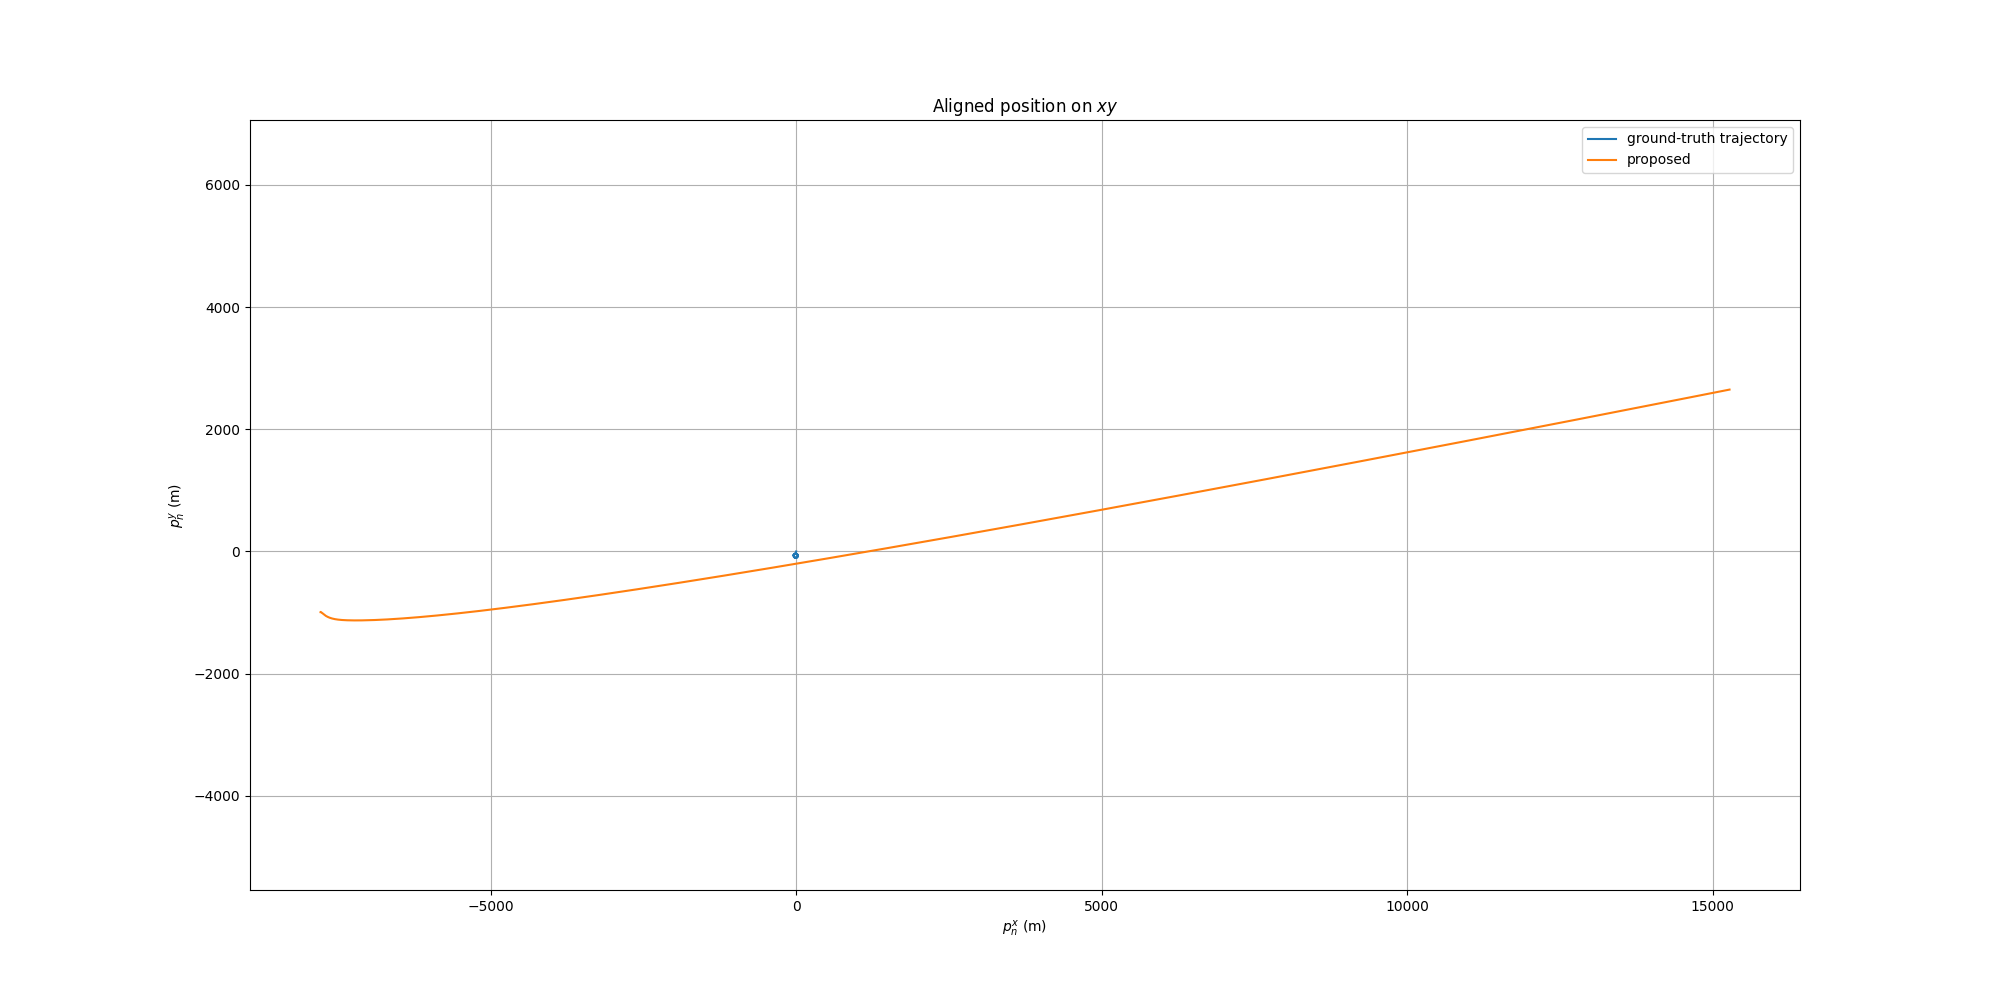 Aligned position on xy
ground-truth trajectory
proposed
6000
4000
2000
0
−2000
−4000
p_n^y (m)
−5000 0 5000 10000 15000
p_n^x (m)